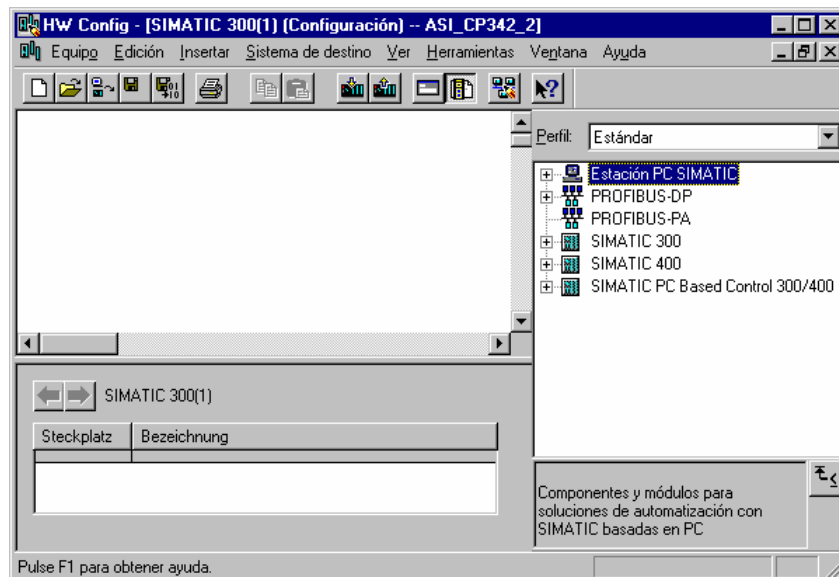 HW Config - [SIMATIC 300(1) (Configuración) -- ASI_CP342_2]
Equipo Edición Insertar Sistema de destino Ver Herramientas Ventana Ayuda
Perfil: Estándar
Estación PC SIMATIC
PROFIBUS-DP
PROFIBUS-PA
SIMATIC 300
SIMATIC 400
SIMATIC PC Based Control 300/400
SIMATIC 300(1)
Steckplatz Bezeichnung
Componentes y módulos para
soluciones de automatización con
SIMATIC basadas en PC
Pulse F1 para obtener ayuda.